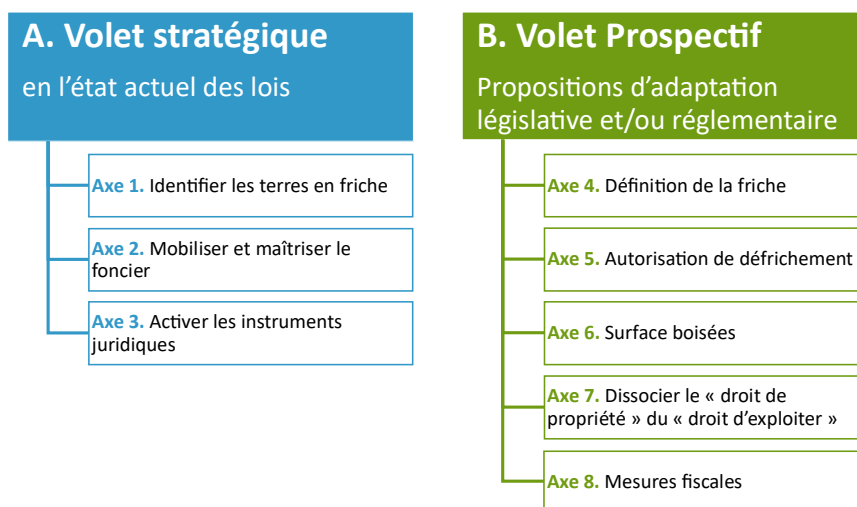 A. Volet stratégique
en l'état actuel des lois
Axe 1. Identifier les terres en friche
Axe 2. Mobiliser et maîtriser le
foncier
Axe 3. Activer les instruments
juridiques
B. Volet Prospectif
Propositions d'adaptation
législative et/ou réglementaire
Axe 4. Définition de la friche
Axe 5. Autorisation de défrichement
Axe 6. Surface boisées
Axe 7. Dissocier le « droit de
propriété » du « droit d'exploiter »
Axe 8. Mesures fiscales